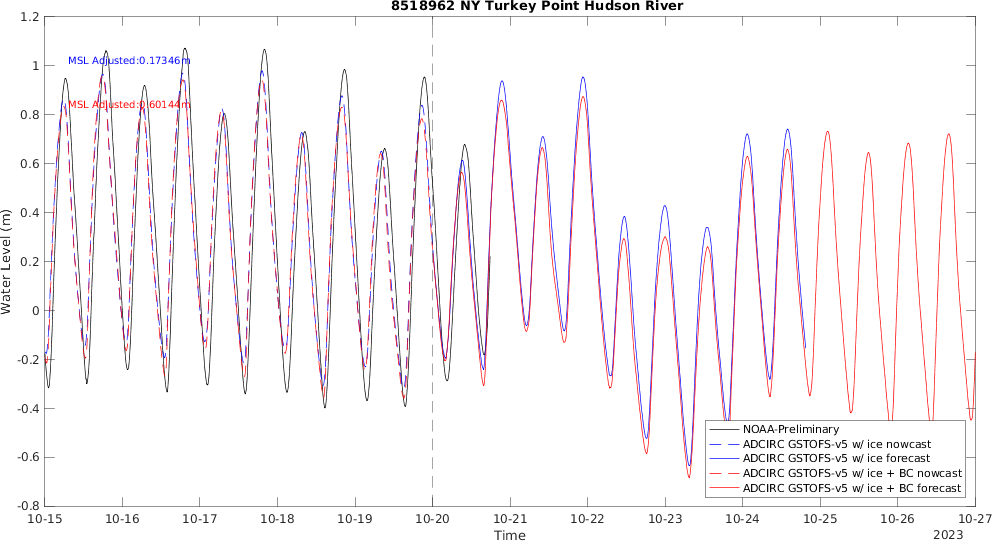 8518962 NY Turkey Point Hudson River
1.2
1
0.8
0.6
0.4
0.2
0
-0.2
-0.4
-0.6
-0.8
Water Level (m)
MSL Adjusted:0.17346m
MSL Adjusted:0.60144m
NOAA-Preliminary
ADCIRC GSTOFS-v5 w/ ice nowcast
ADCIRC GSTOFS-v5 w/ ice forecast
ADCIRC GSTOFS-v5 w/ ice + BC nowcast
ADCIRC GSTOFS-v5 w/ ice + BC forecast
10-15 10-16 10-17 10-18 10-19 10-20 10-21 10-22 10-23 10-24 10-25 10-26 10-27
Time
2023